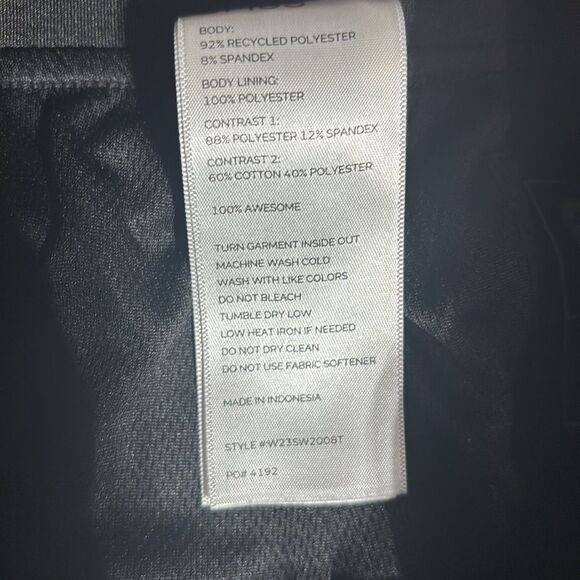 BODY:
92% RECYCLED POLYESTER
8% SPANDEX
BODY LINING:
100% POLYESTER
CONTRAST 1:
88% POLYESTER 12% SPANDEX
CONTRAST 2:
60% COTTON 40% POLYESTER
100% AWESOME
TURN GARMENT INSIDE OUT
MACHINE WASH COLD
WASH WITH LIKE COLORS
DO NOT BLEACH
TUMBLE DRY LOW
LOW HEAT IRON IF NEEDED
DO NOT DRY CLEAN
DO NOT USE FABRIC SOFTENER
MADE IN INDONESIA
STYLE #W23SW2008T
PO# 4192